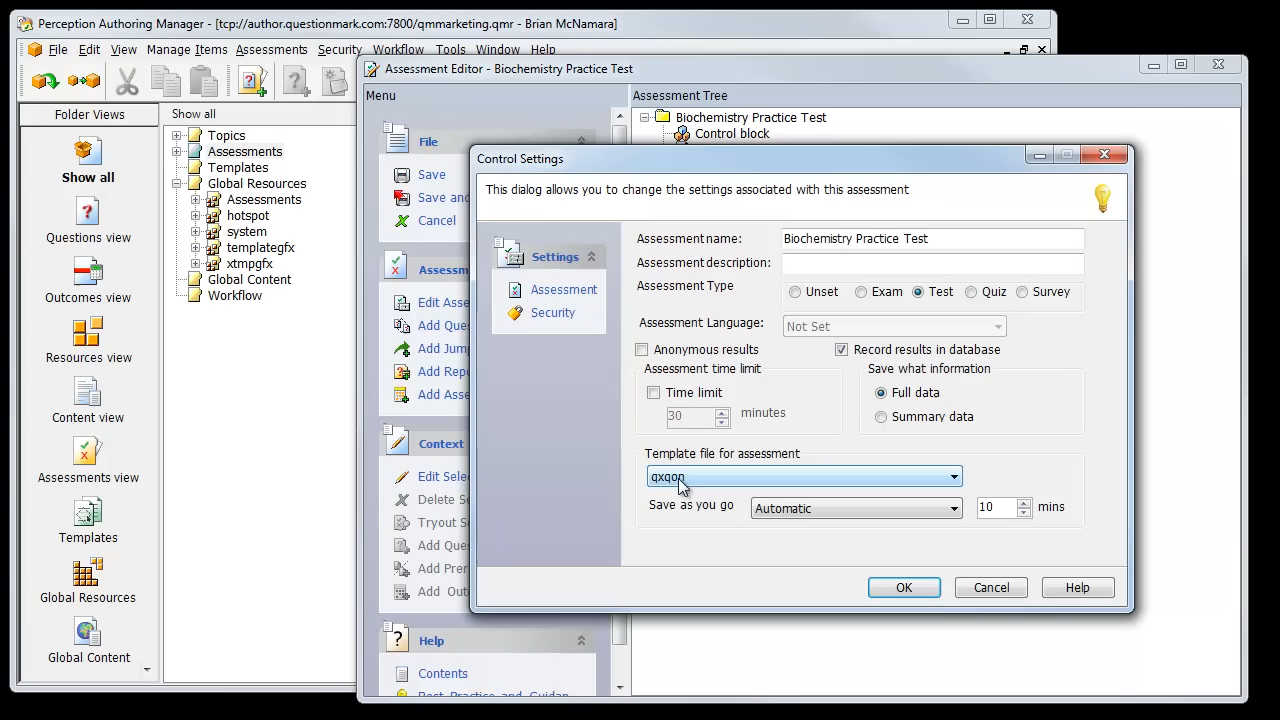 Perception Authoring Manager - [tcp://author.questionmark.com:7800/qmmarketing.qmr - Brian McNamara]
File Edit View Manage Items Assessments Security Workflow Tools Window Help
Folder Views
Show all
Questions view
Outcomes view
Resources view
Content view
Assessments view
Templates
Global Resources
Global Content
Show all
Topics
Assessments
Templates
Global Resources
Assessments
hotspot
system
templategfx
xtmpgfx
Global Content
Workflow
Assessment Editor - Biochemistry Practice Test
Menu
File
Save
Save and
Cancel
Assessm
Edit Asse
Add Que
Add Jum
Add Rep
Add Asse
Context
Edit Sele
Delete Se
Tryout Se
Add Que
Add Prer
Add Out
Help
Contents
Best Practice and Guidan
Assessment Tree
Biochemistry Practice Test
Control block
Control Settings
This dialog allows you to change the settings associated with this assessment
Settings
Assessment
Security
Assessment name: Biochemistry Practice Test
Assessment description:
Assessment Type Unset Exam Test Quiz Survey
Assessment Language: Not Set
Anonymous results Record results in database
Assessment time limit Save what information
Time limit Full data
30 minutes Summary data
Template file for assessment
qxqon
Save as you go Automatic 10 mins
OK Cancel Help